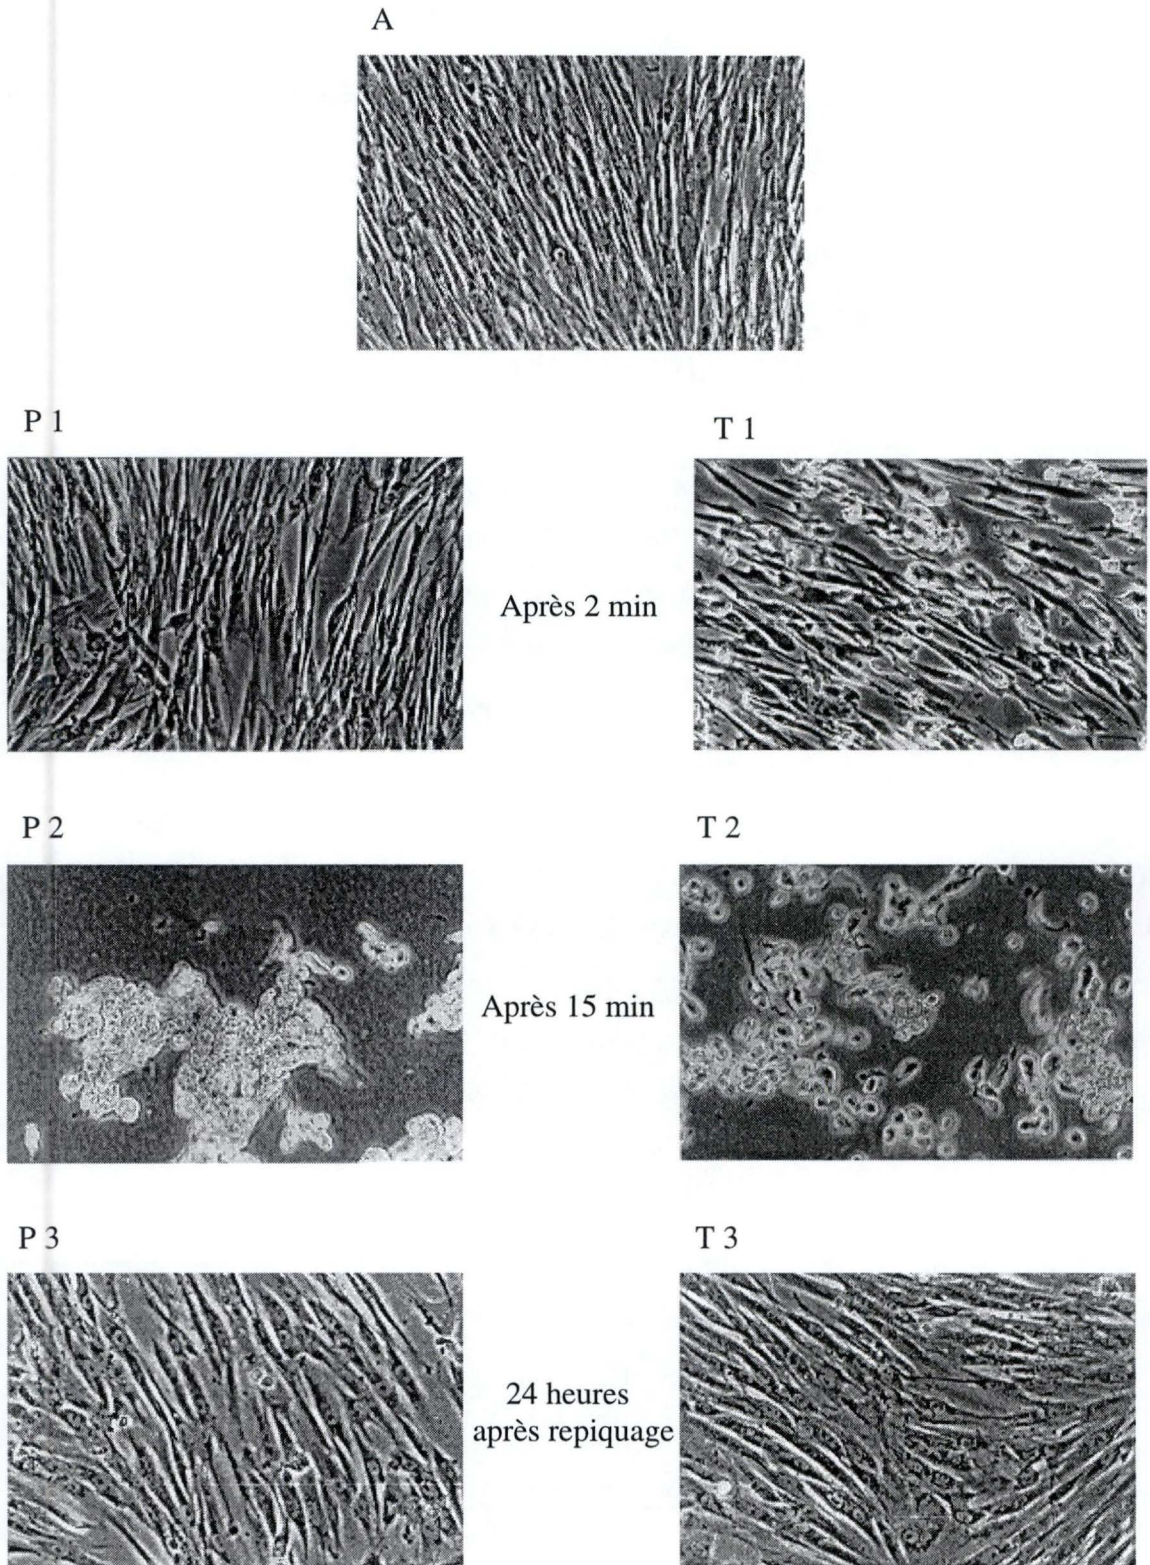 A
P 1
T 1
Après 2 min
P 2
T 2
Après 15 min
P 3
T 3
24 heures
après repiquage